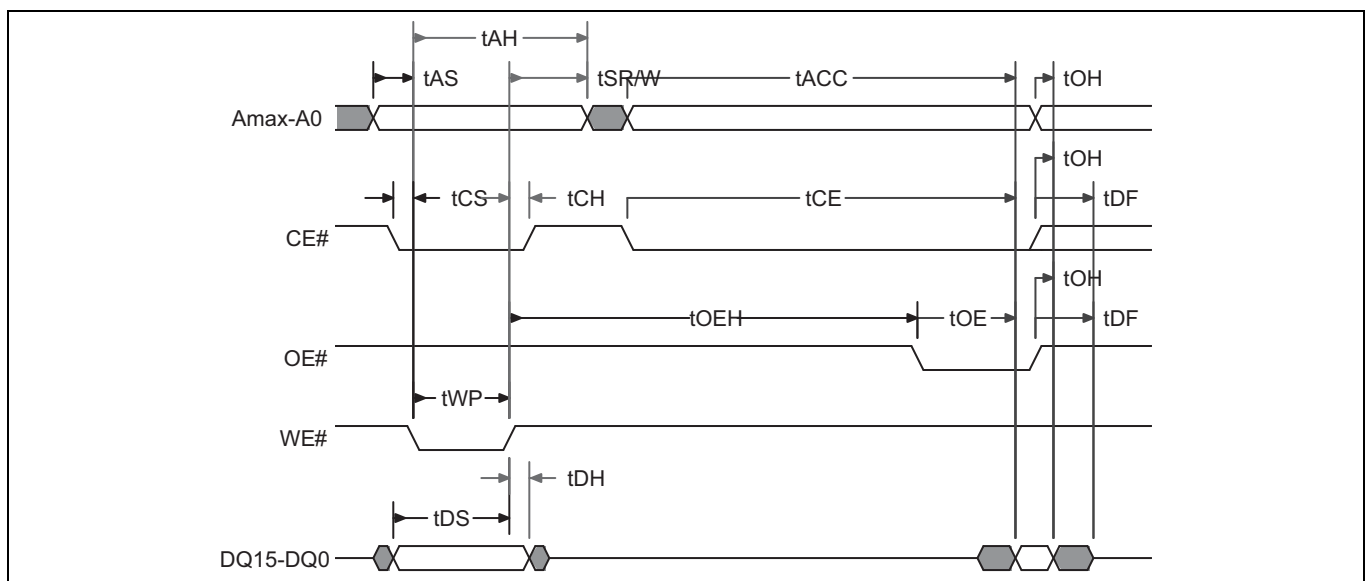 tAH
tAS tSR/W tACC tOH
Amax-A0
tOH
tCS tCH tCE tDF
CE#
tOH
tOEH tOE tDF
OE#
tWP
WE#
tDH
tDS
DQ15-DQ0